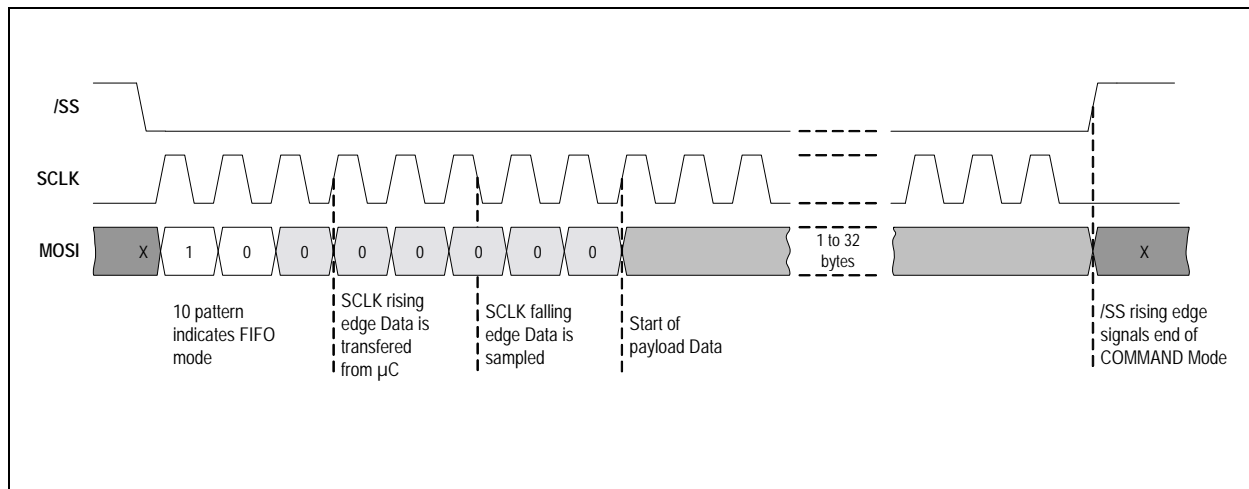 /SS
SCLK
MOSI
X 1 0 0 0 0 0 0 0 1 to 32 X
bytes
10 pattern
indicates FIFO
mode
SCLK rising
edge Data is
transfered
from µC
SCLK falling
edge Data is
sampled
Start of
payload Data
/SS rising edge
signals end of
COMMAND Mode